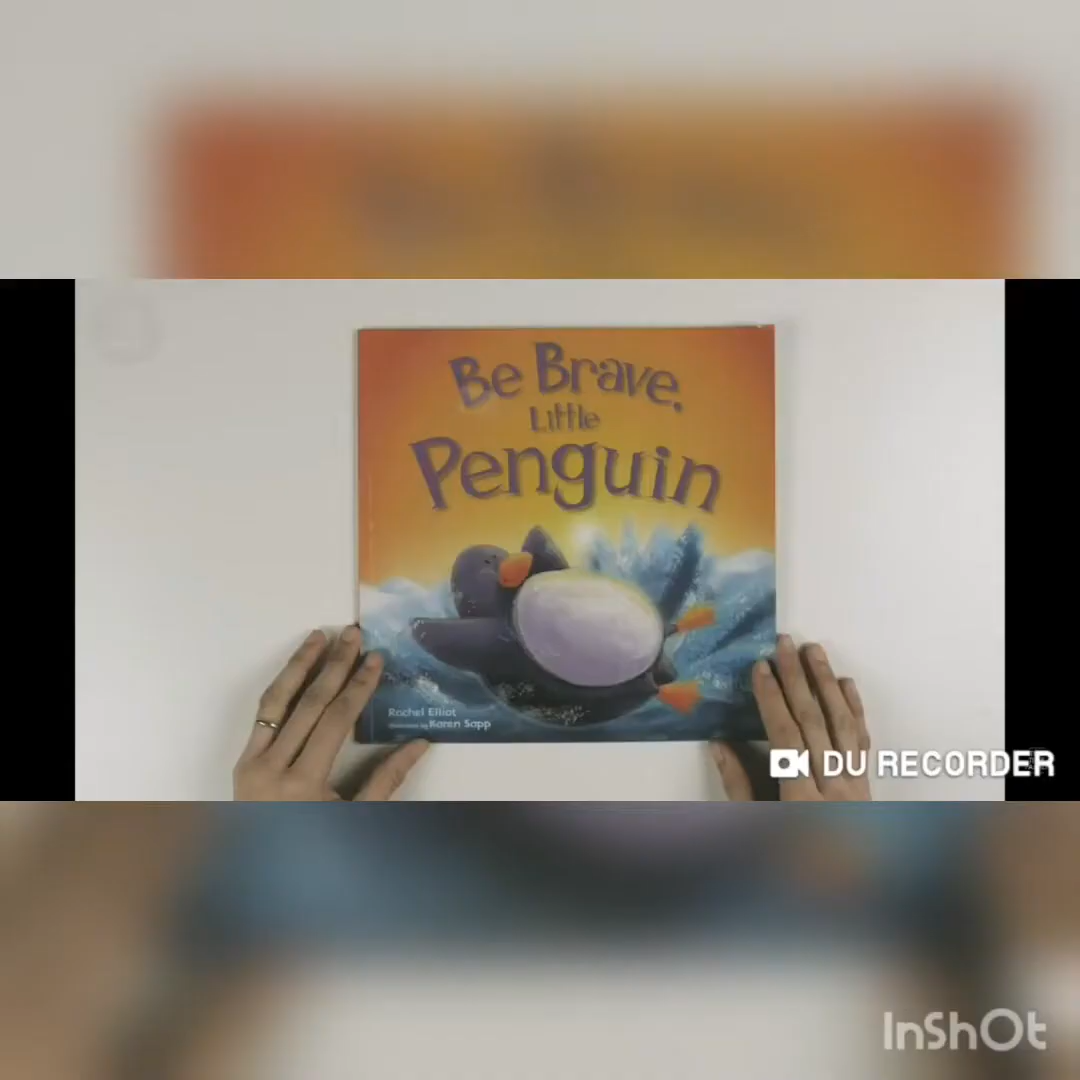 Be Brave,
Little
Penguin
Rachel Elliot
Karen Sapp
DU RECORDER
InShOt